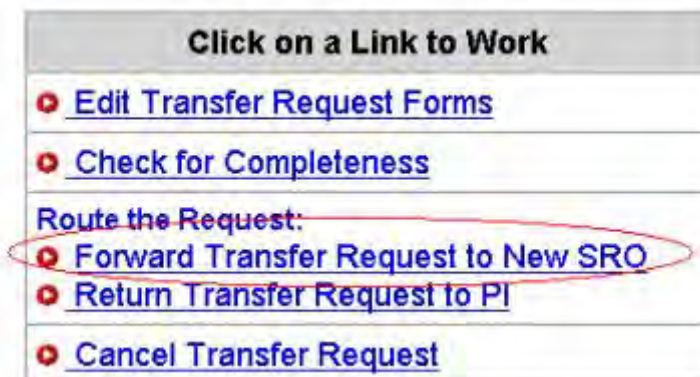 Click on a Link to Work
Edit Transfer Request Forms
Check for Completeness
Route the Request:
Forward Transfer Request to New SRO
Return Transfer Request to PI
Cancel Transfer Request